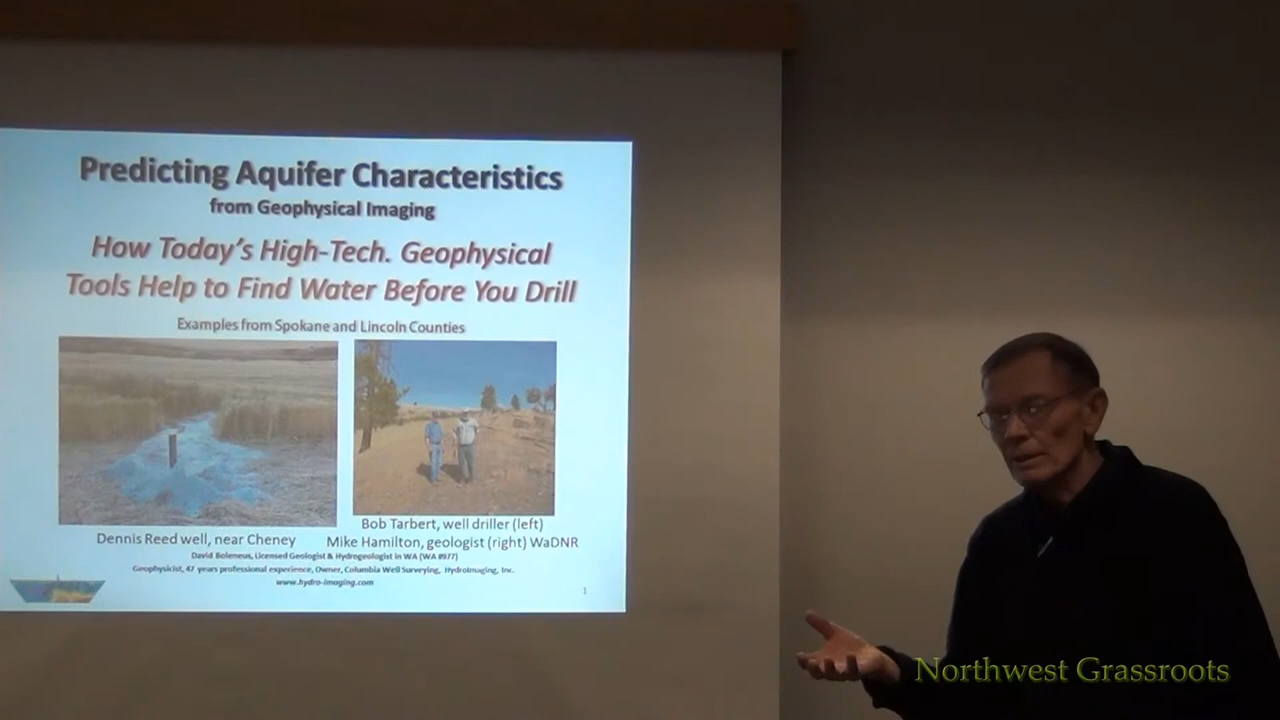 Predicting Aquifer Characteristics
from Geophysical Imaging
How Today's High-Tech. Geophysical
Tools Help to Find Water Before You Drill
Examples from Spokane and Lincoln Counties
Dennis Reed well, near Cheney
Bob Tarbert, well driller (left)
Mike Hamilton, geologist (right) WaDNR
David Boleneus, Licensed Geologist & Hydrogeologist in WA (WA #977)
Geophysicist, 47 years professional experience, Owner, Columbia Well Surveying, HydroImaging, Inc.
www.hydro-imaging.com
1
Northwest Grassroots